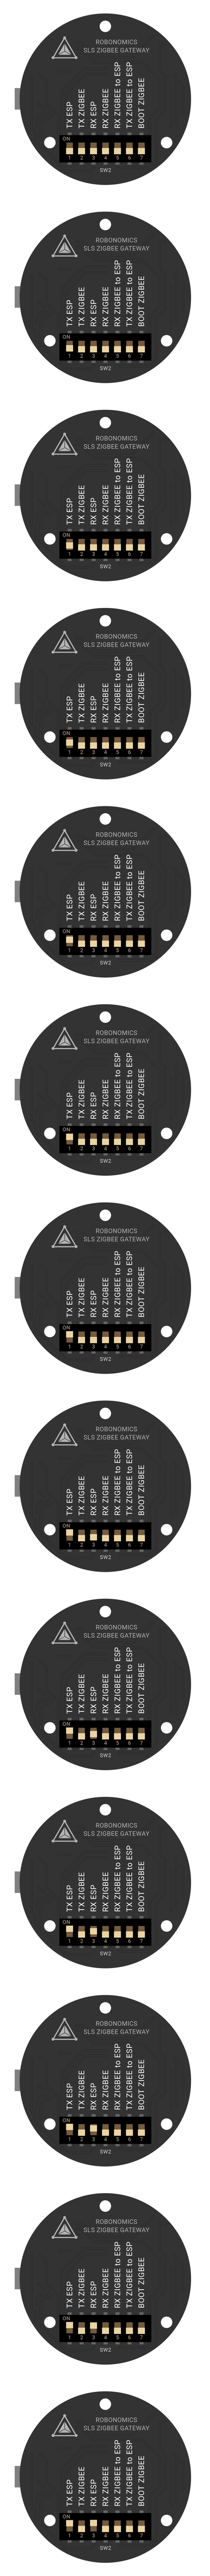 ROBONOMICS
SLS ZIGBEE GATEWAY
TX ESP
TX ZIGBEE
RX ESP
RX ZIGBEE
RX ZIGBEE to ESP
TX ZIGBEE to ESP
BOOT ZIGBEE
ON
1 2 3 4 5 6 7
SW2
ROBONOMICS
SLS ZIGBEE GATEWAY
TX ESP
TX ZIGBEE
RX ESP
RX ZIGBEE
RX ZIGBEE to ESP
TX ZIGBEE to ESP
BOOT ZIGBEE
ON
1 2 3 4 5 6 7
SW2
ROBONOMICS
SLS ZIGBEE GATEWAY
TX ESP
TX ZIGBEE
RX ESP
RX ZIGBEE
RX ZIGBEE to ESP
TX ZIGBEE to ESP
BOOT ZIGBEE
ON
1 2 3 4 5 6 7
SW2
ROBONOMICS
SLS ZIGBEE GATEWAY
TX ESP
TX ZIGBEE
RX ESP
RX ZIGBEE
RX ZIGBEE to ESP
TX ZIGBEE to ESP
BOOT ZIGBEE
ON
1 2 3 4 5 6 7
SW2
ROBONOMICS
SLS ZIGBEE GATEWAY
TX ESP
TX ZIGBEE
RX ESP
RX ZIGBEE
RX ZIGBEE to ESP
TX ZIGBEE to ESP
BOOT ZIGBEE
ON
1 2 3 4 5 6 7
SW2
ROBONOMICS
SLS ZIGBEE GATEWAY
TX ESP
TX ZIGBEE
RX ESP
RX ZIGBEE
RX ZIGBEE to ESP
TX ZIGBEE to ESP
BOOT ZIGBEE
ON
1 2 3 4 5 6 7
SW2
ROBONOMICS
SLS ZIGBEE GATEWAY
TX ESP
TX ZIGBEE
RX ESP
RX ZIGBEE
RX ZIGBEE to ESP
TX ZIGBEE to ESP
BOOT ZIGBEE
ON
1 2 3 4 5 6 7
SW2
ROBONOMICS
SLS ZIGBEE GATEWAY
TX ESP
TX ZIGBEE
RX ESP
RX ZIGBEE
RX ZIGBEE to ESP
TX ZIGBEE to ESP
BOOT ZIGBEE
ON
1 2 3 4 5 6 7
SW2
ROBONOMICS
SLS ZIGBEE GATEWAY
TX ESP
TX ZIGBEE
RX ESP
RX ZIGBEE
RX ZIGBEE to ESP
TX ZIGBEE to ESP
BOOT ZIGBEE
ON
1 2 3 4 5 6 7
SW2
ROBONOMICS
SLS ZIGBEE GATEWAY
TX ESP
TX ZIGBEE
RX ESP
RX ZIGBEE
RX ZIGBEE to ESP
TX ZIGBEE to ESP
BOOT ZIGBEE
ON
1 2 3 4 5 6 7
SW2
ROBONOMICS
SLS ZIGBEE GATEWAY
TX ESP
TX ZIGBEE
RX ESP
RX ZIGBEE
RX ZIGBEE to ESP
TX ZIGBEE to ESP
BOOT ZIGBEE
ON
1 2 3 4 5 6 7
SW2
ROBONOMICS
SLS ZIGBEE GATEWAY
TX ESP
TX ZIGBEE
RX ESP
RX ZIGBEE
RX ZIGBEE to ESP
TX ZIGBEE to ESP
BOOT ZIGBEE
ON
1 2 3 4 5 6 7
SW2
ROBONOMICS
SLS ZIGBEE GATEWAY
TX ESP
TX ZIGBEE
RX ESP
RX ZIGBEE
RX ZIGBEE to ESP
TX ZIGBEE to ESP
BOOT ZIGBEE
ON
1 2 3 4 5 6 7
SW2